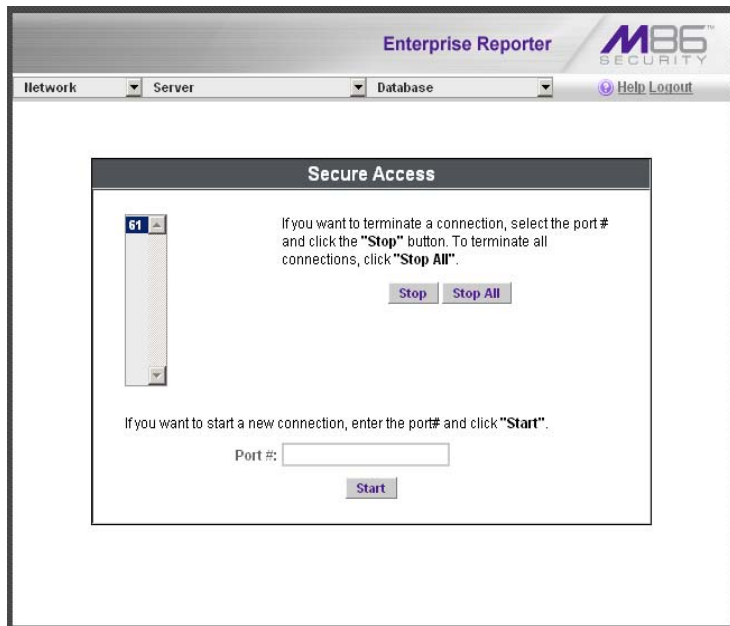 Enterprise Reporter
M86™
SECURITY
Network
Server
Database
Help Logout
Secure Access
61
If you want to terminate a connection, select the port #
and click the "Stop" button. To terminate all
connections, click "Stop All".
Stop
Stop All
If you want to start a new connection, enter the port# and click "Start".
Port #:
Start